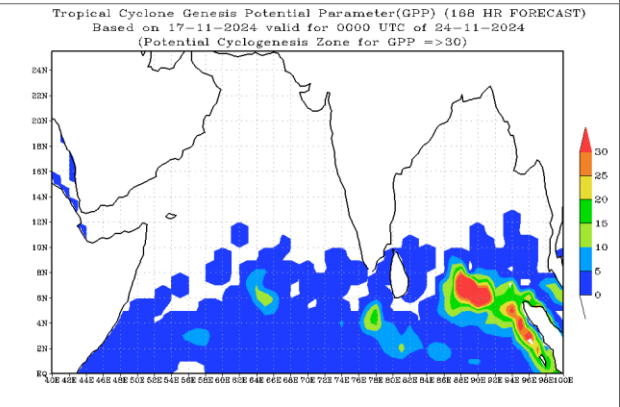 Tropical Cyclone Genesis Potential Parameter(GPP) (168 HR FORECAST)
Based on 17-11-2024 valid for 0000 UTC of 24-11-2024
(Potential Cyclogenesis Zone for GPP =>30)
24N
22N
20N
18N
16N
14N
12N
10N
8N
6N
4N
2N
EQ
40E 42E 44E 46E 48E 50E 52E 54E 56E 58E 60E 62E 64E 66E 68E 70E 72E 74E 76E 78E 80E 82E 84E 86E 88E 90E 92E 94E 96E 98E 100E
30
25
20
15
10
5
0